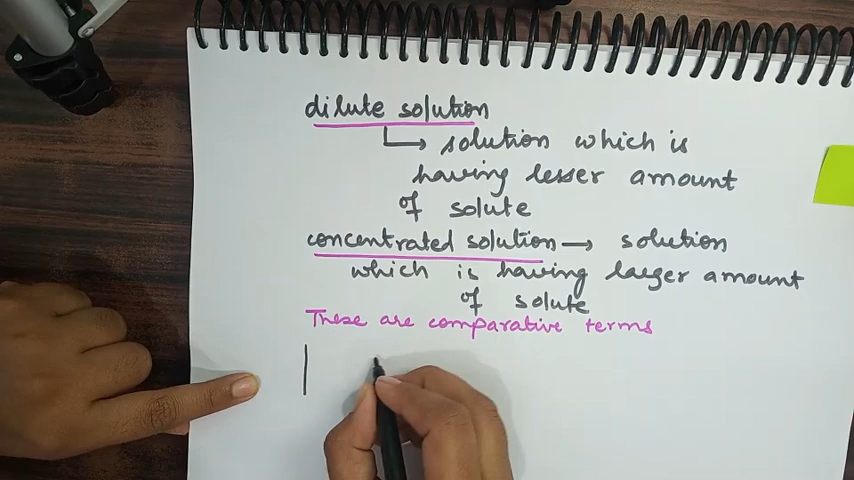 dilute solution
→ solution which is
having lesser amount
of solute
concentrated solution → solution
which is having larger amount
of solute
These are comparative terms